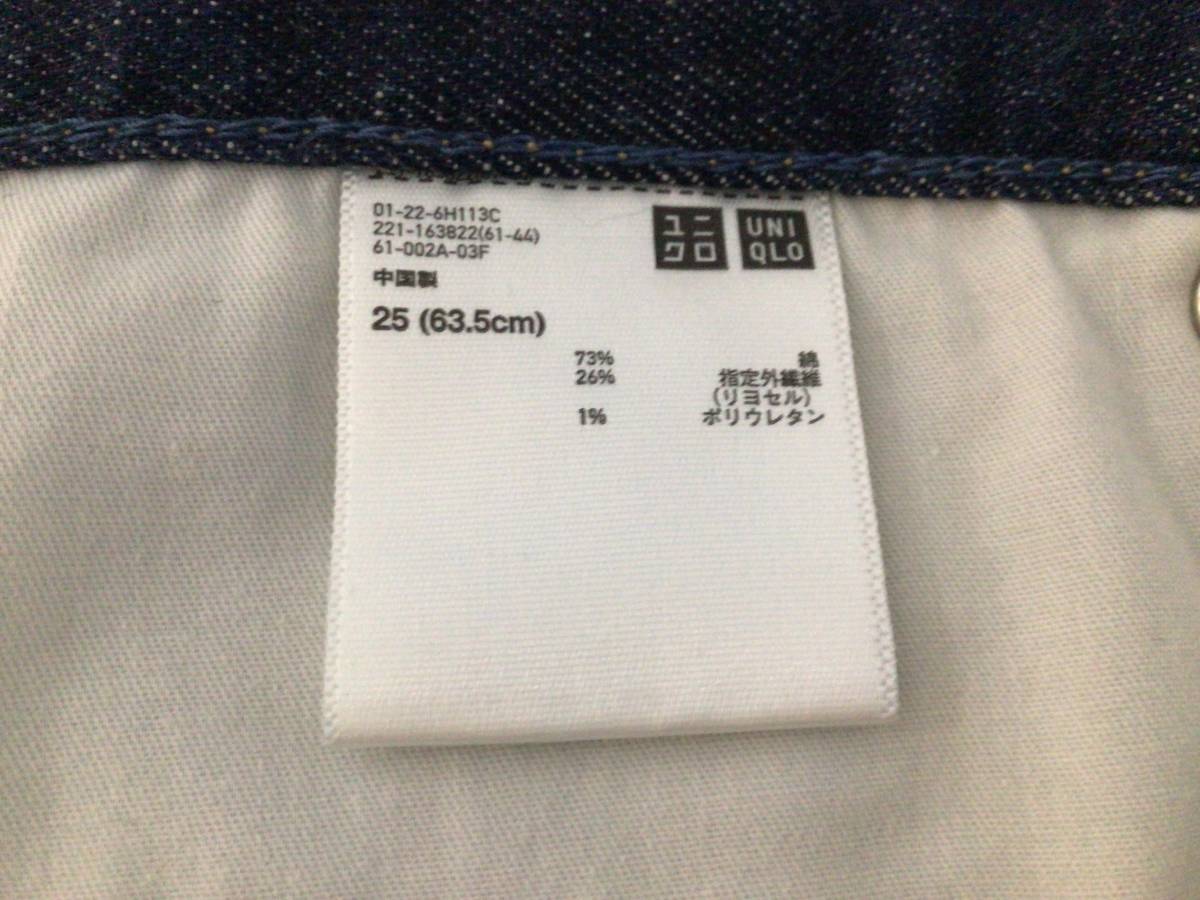 01-22-6H113C
221-163822(61-44)
61-002A-03F
ユニ
クロ
UNI
QLO
中国製
25 (63.5cm)
73% 綿
26% 指定外繊維
(リヨセル)
1% ポリウレタン